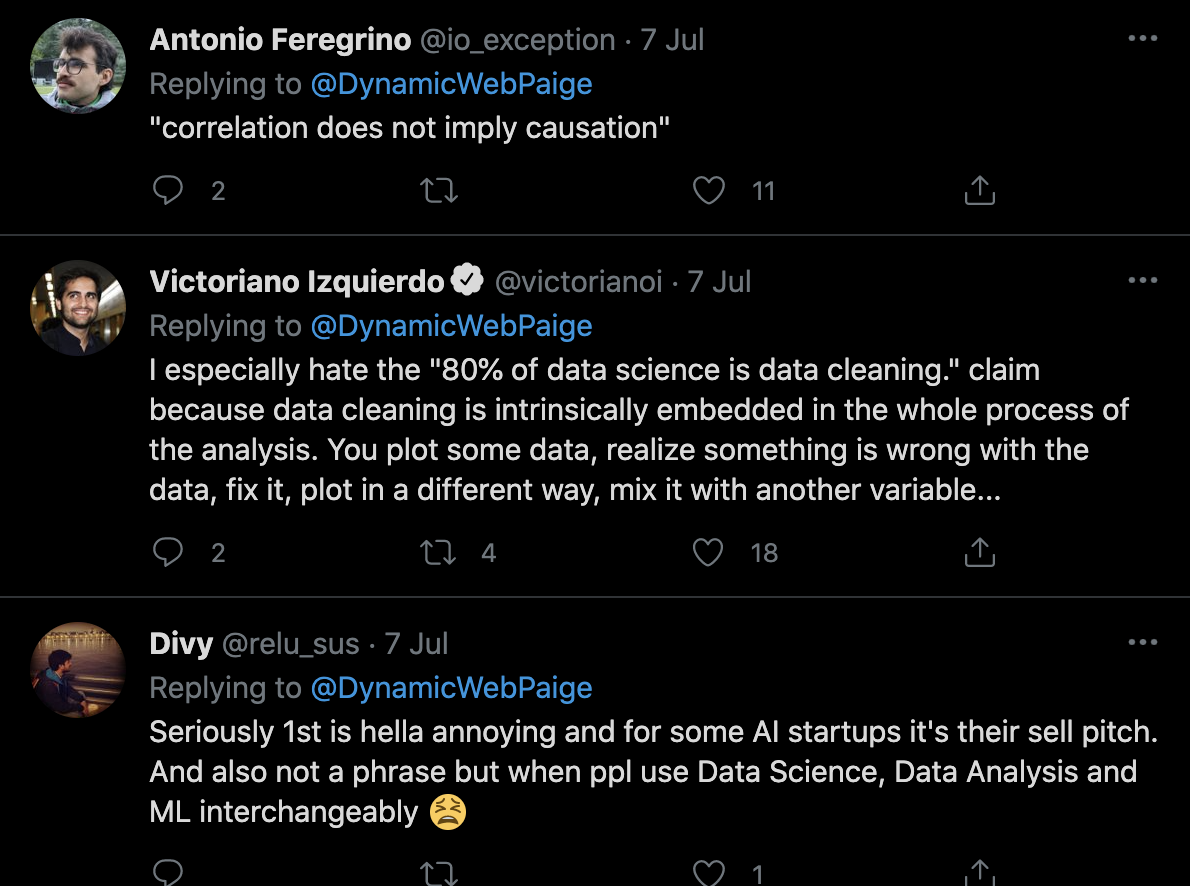 Antonio Feregrino @io_exception · 7 Jul
Replying to @DynamicWebPaige
"correlation does not imply causation"
2 11
Victoriano Izquierdo @victorianoi · 7 Jul
Replying to @DynamicWebPaige
I especially hate the "80% of data science is data cleaning." claim
because data cleaning is intrinsically embedded in the whole process of
the analysis. You plot some data, realize something is wrong with the
data, fix it, plot in a different way, mix it with another variable...
2 4 18
Divy @relu_sus · 7 Jul
Replying to @DynamicWebPaige
Seriously 1st is hella annoying and for some AI startups it's their sell pitch.
And also not a phrase but when ppl use Data Science, Data Analysis and
ML interchangeably 😫
1